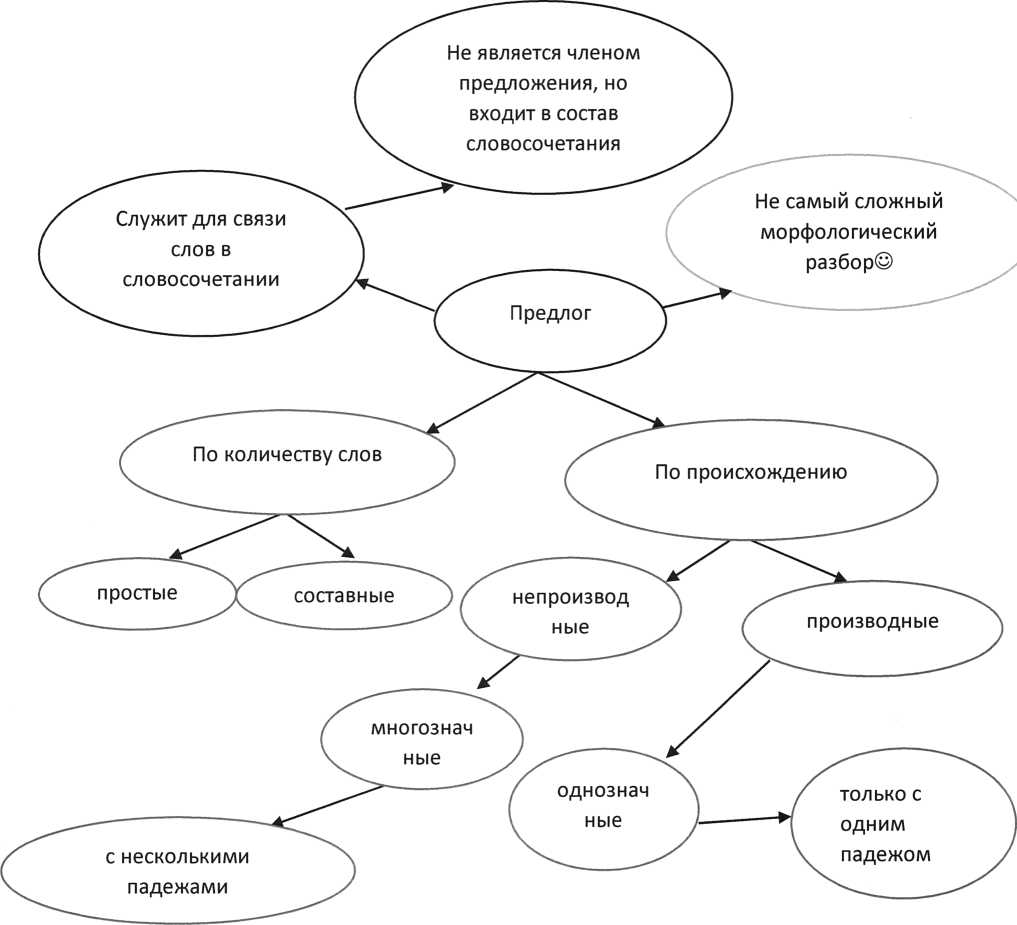 Не является членом
предложения, но
входит в состав
словосочетания
Служит для связи
слов в
словосочетании
Не самый сложный
морфологический
разбор☺
Предлог
По количеству слов
По происхождению
простые
составные
непроизвод
ные
производные
многознач
ные
однознач
ные
только с
одним
падежом
с несколькими
падежами